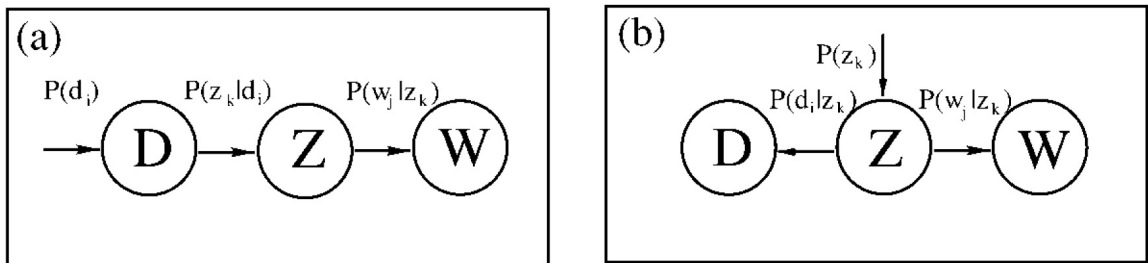 (a)
P(d_i) P(z_k|d_i) P(w_j|z_k)
D Z W
(b)
P(z_k)
P(d_i|z_k) P(w_j|z_k)
D Z W